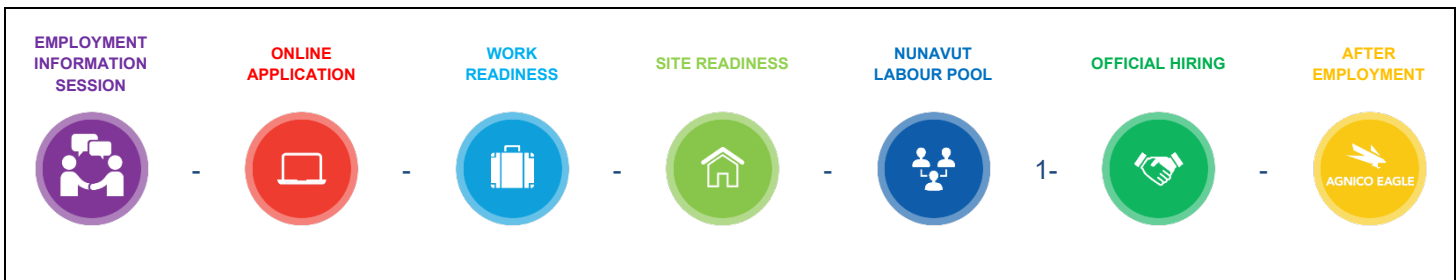 EMPLOYMENT
INFORMATION
SESSION
ONLINE
APPLICATION
WORK
READINESS
SITE READINESS
NUNAVUT
LABOUR POOL
OFFICIAL HIRING
AFTER
EMPLOYMENT
- - - - 1- -
AGNICO EAGLE